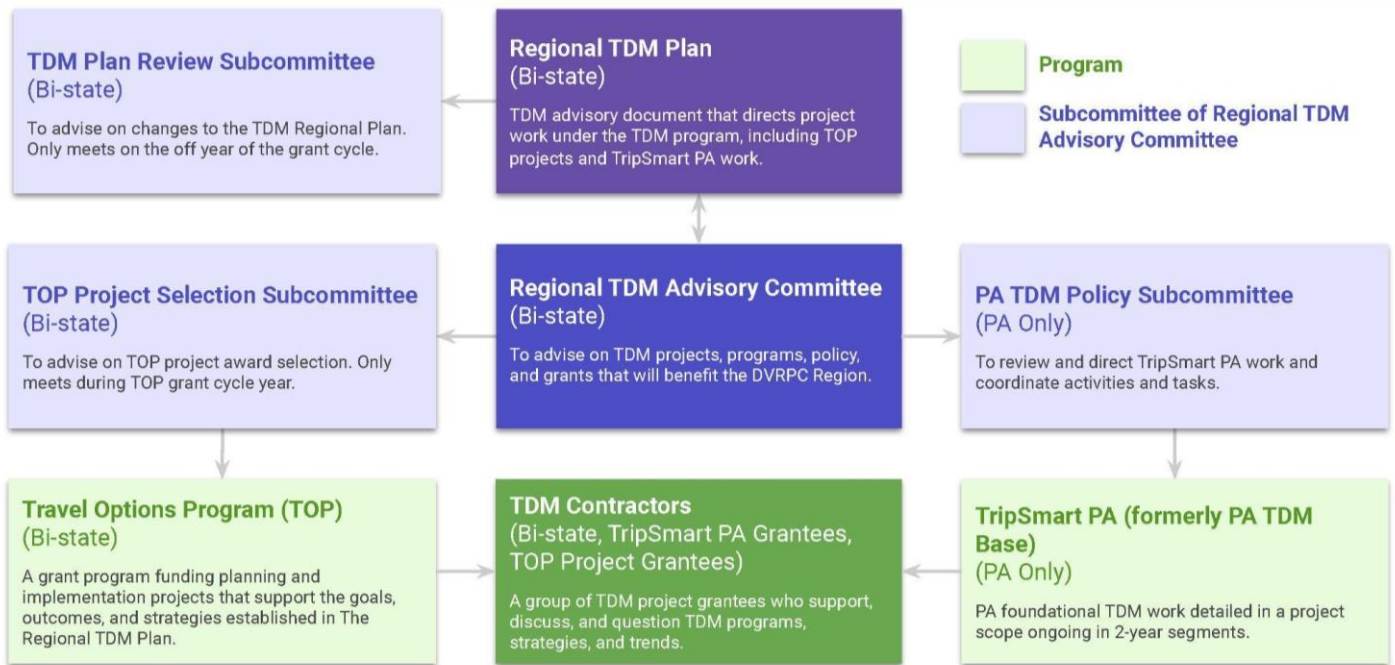 TDM Plan Review Subcommittee
(Bi-state)
To advise on changes to the TDM Regional Plan.
Only meets on the off year of the grant cycle.
Regional TDM Plan
(Bi-state)
TDM advisory document that directs project
work under the TDM program, including TOP
projects and TripSmart PA work.
Program
Subcommittee of Regional TDM
Advisory Committee
TOP Project Selection Subcommittee
(Bi-state)
To advise on TOP project award selection. Only
meets during TOP grant cycle year.
Regional TDM Advisory Committee
(Bi-state)
To advise on TDM projects, programs, policy,
and grants that will benefit the DVRPC Region.
PA TDM Policy Subcommittee
(PA Only)
To review and direct TripSmart PA work and
coordinate activities and tasks.
Travel Options Program (TOP)
(Bi-state)
A grant program funding planning and
implementation projects that support the goals,
outcomes, and strategies established in The
Regional TDM Plan.
TDM Contractors
(Bi-state, TripSmart PA Grantees,
TOP Project Grantees)
A group of TDM project grantees who support,
discuss, and question TDM programs,
strategies, and trends.
TripSmart PA (formerly PA TDM
Base)
(PA Only)
PA foundational TDM work detailed in a project
scope ongoing in 2-year segments.